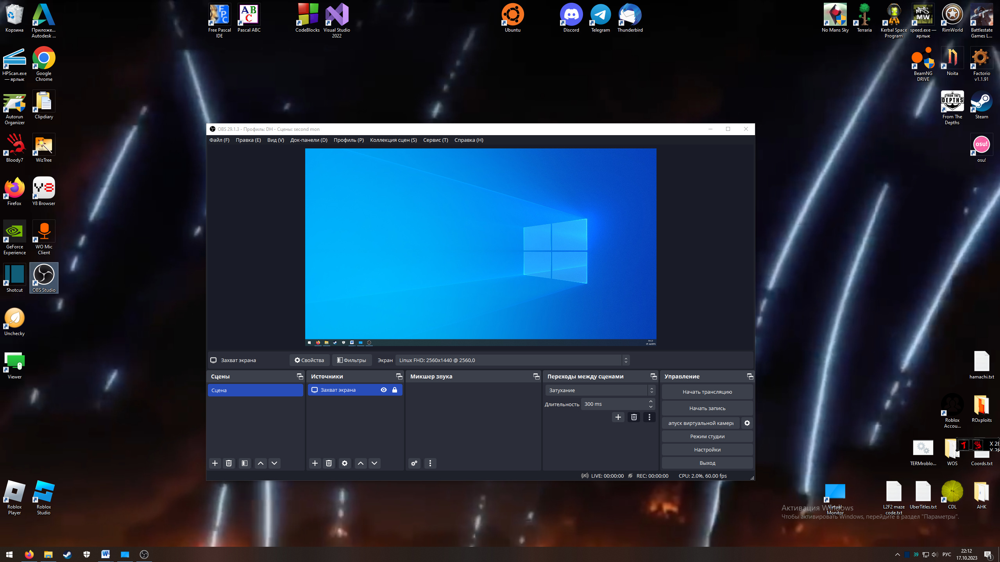 Корзина
Приложе...
Autodesk ...
Free Pascal
IDE
Pascal ABC
CodeBlocks
Visual Studio
2022
Ubuntu
Discord
Telegram
Thunderbird
No Mans Sky
Terraria
Kerbal Space
Program
speed.exe —
ярлык
RimWorld
Battlestate
Games L...
HPScan.exe
— ярлык
Google
Chrome
BeamNG
DRIVE
Noita
Factorio
v1.1.91
Autorun
Organizer
Clipdiary
From The
Depths
Steam
Bloody7
WizTree
osu!
Firefox
Y8 Browser
GeForce
Experience
WO Mic
Client
Shotcut
OBS Studio
Unchecky
Viewer
Roblox
Player
Roblox
Studio
OBS 29.1.3 - Профиль: DH - Сцены: second mon
Файл (F) Правка (E) Вид (V) Док-панели (D) Профиль (P) Коллекция сцен (S) Сервис (T) Справка (H)
22:12
17.10.2023
Захват экрана
Свойства
Фильтры
Экран
Linux FHD: 2560x1440 @ 2560,0
Сцены
Источники
Микшер звука
Переходы между сценами
Управление
Сцена
Захват экрана
Затухание
Длительность
300 ms
Начать трансляцию
Начать запись
апуск виртуальной камеры
Режим студии
Настройки
Выход
LIVE: 00:00:00
REC: 00:00:00
CPU: 2.0%, 60.00 fps
hamachi.txt
Roblox
Accou...
ROxploits
TERMroblo...
WOS
Coords.txt
X 28
Y 28
Virtual
Monitor
L2F2 maze
code.txt
UberTitles.txt
CDL
AHK
Активация Windows
Чтобы активировать Windows, перейдите в раздел "Параметры".
39
РУС
22:12
17.10.2023
1